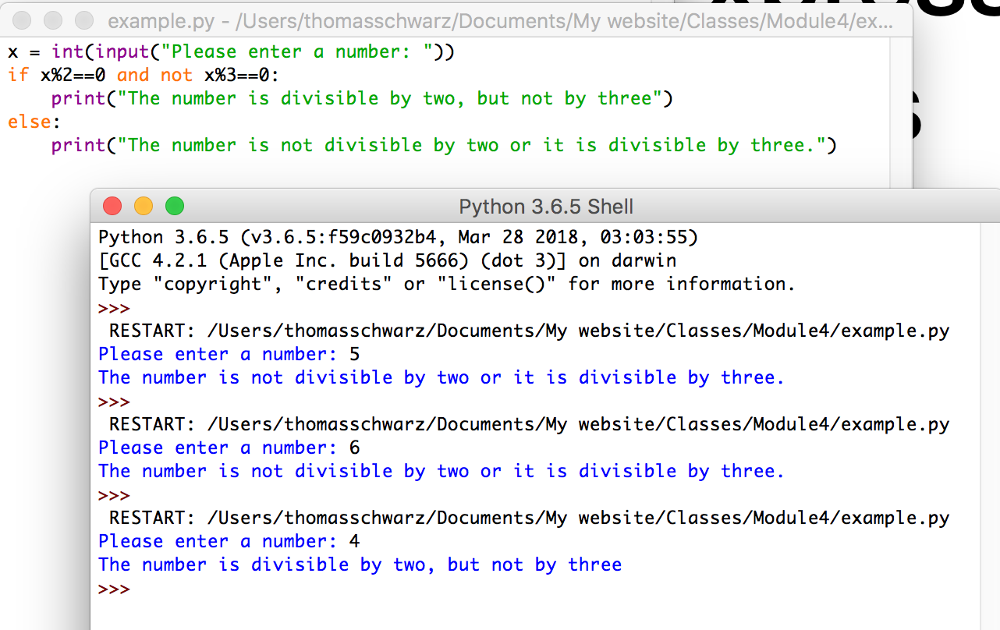 example.py - /Users/thomasschwarz/Documents/My website/Classes/Module4/ex...
x = int(input("Please enter a number: "))
if x%2==0 and not x%3==0:
    print("The number is divisible by two, but not by three")
else:
    print("The number is not divisible by two or it is divisible by three.")
Python 3.6.5 Shell
Python 3.6.5 (v3.6.5:f59c0932b4, Mar 28 2018, 03:03:55)
[GCC 4.2.1 (Apple Inc. build 5666) (dot 3)] on darwin
Type "copyright", "credits" or "license()" for more information.
>>>
 RESTART: /Users/thomasschwarz/Documents/My website/Classes/Module4/example.py
Please enter a number: 5
The number is not divisible by two or it is divisible by three.
>>>
 RESTART: /Users/thomasschwarz/Documents/My website/Classes/Module4/example.py
Please enter a number: 6
The number is not divisible by two or it is divisible by three.
>>>
 RESTART: /Users/thomasschwarz/Documents/My website/Classes/Module4/example.py
Please enter a number: 4
The number is divisible by two, but not by three
>>>